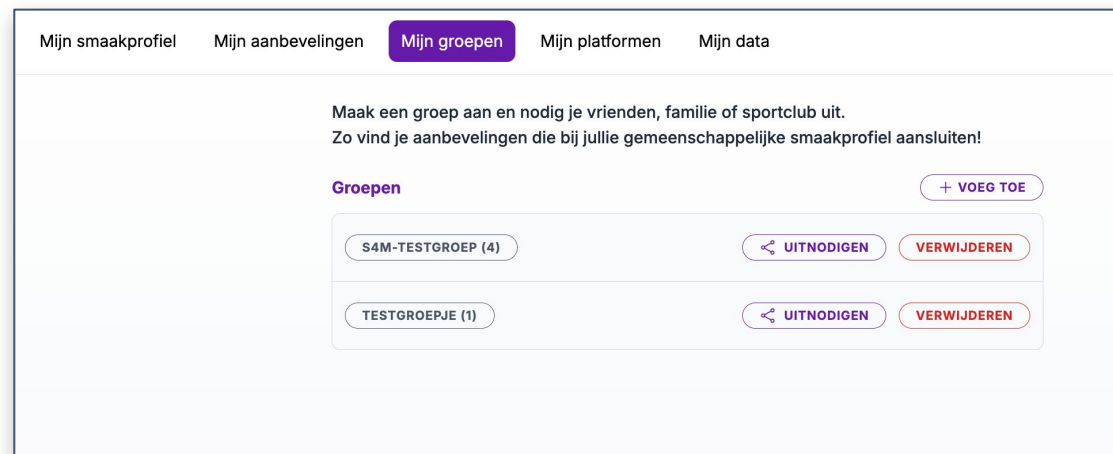 Mijn smaakprofiel Mijn aanbevelingen Mijn groepen Mijn platformen Mijn data
Maak een groep aan en nodig je vrienden, familie of sportclub uit.
Zo vind je aanbevelingen die bij jullie gemeenschappelijke smaakprofiel aansluiten!
Groepen + VOEG TOE
S4M-TESTGROEP (4) UITNODIGEN VERWIJDEREN
TESTGROEPJE (1) UITNODIGEN VERWIJDEREN